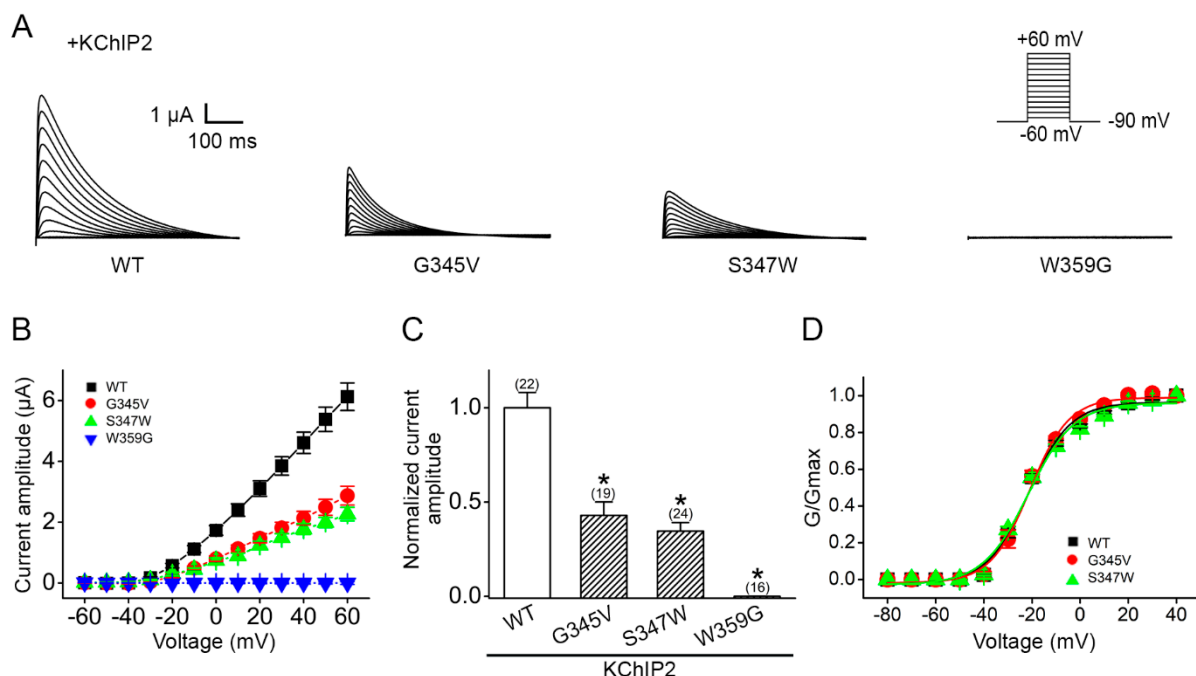 A
+KChIP2
1 µA
100 ms
+60 mV
-60 mV
-90 mV
WT
G345V
S347W
W359G
B
Current amplitude (µA)
6
4
2
0
WT
G345V
S347W
W359G
-60 -40 -20 0 20 40 60
Voltage (mV)
C
Normalized current
amplitude
1.0
0.5
0.0
(22)
*
(19)
*
(24)
*
(16)
WT
G345V
S347W
W359G
KChIP2
D
G/Gmax
1.0
0.8
0.6
0.4
0.2
0.0
WT
G345V
S347W
-80 -60 -40 -20 0 20 40
Voltage (mV)